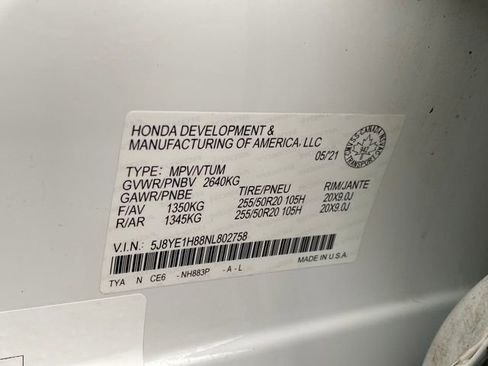 HONDA DEVELOPMENT &
MANUFACTURING OF AMERICA, LLC
05/21
TYPE: MPV/VTUM
GVWR/PNBV 2640KG
GAWR/PNBE TIRE/PNEU RIM/JANTE
F/AV 1350KG 255/50R20 105H 20X9.0J
R/AR 1345KG 255/50R20 105H 20X9.0J
V.I.N.: 5J8YE1H88NL802758
MADE IN U.S.A.
TYA N CE6 -NH883P -A-L